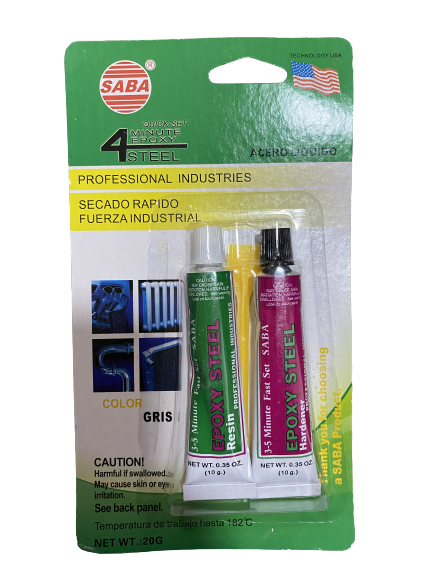 TECHNOLOGY USA
SABA®
QUICK-SET
4 MINUTE
EPOXY
STEEL
PROFESSIONAL INDUSTRIES
SECADO RAPIDO
FUERZA INDUSTRIAL
CAUTION:
3-5 Minute Fast Set SABA
EPOXY STEEL
PROFESSIONAL INDUSTRIES
Resin
NET WT. 0.35 OZ.
(10 g.)
3-5 Minute Fast Set SABA
EPOXY STEEL
Hardener
NET WT. 0.35 OZ.
(10 g.)
COLOR
GRIS
Thank you for choosing
a SABA Product.
CAUTION!
Harmful if swallowed.
May cause skin or eye
irritation.
See back panel.
Temperatura de trabajo hasta 182°C
NET WT.:20G